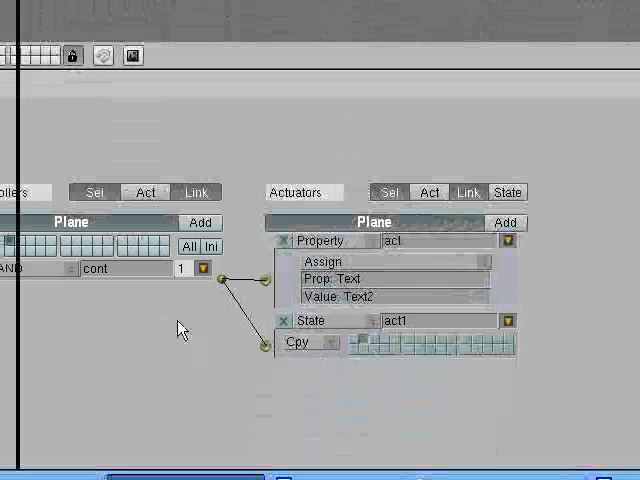 ollers Sel Act Link Actuators Sel Act Link State
Plane Add Plane Add
All Ini Property act
AND cont 1 Assign
Prop: Text
Value: Text2
State act1
Cpy